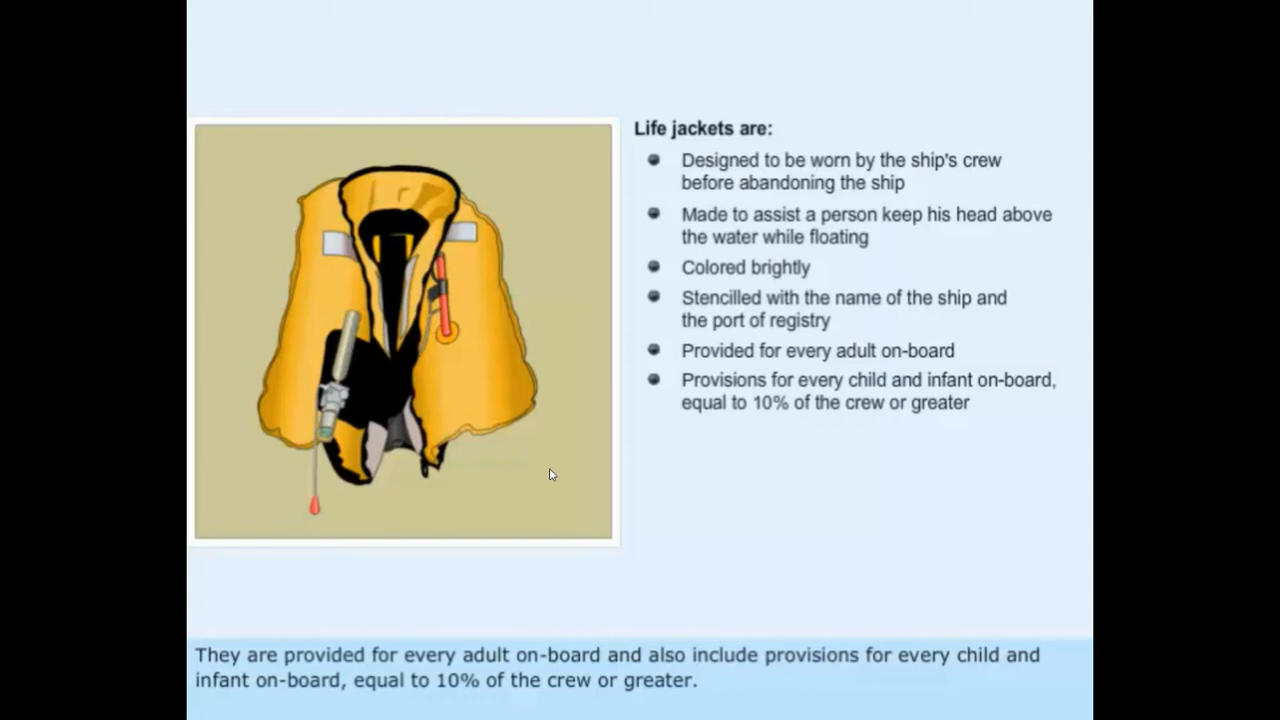 Life jackets are:
Designed to be worn by the ship's crew
before abandoning the ship
Made to assist a person keep his head above
the water while floating
Colored brightly
Stencilled with the name of the ship and
the port of registry
Provided for every adult on-board
Provisions for every child and infant on-board,
equal to 10% of the crew or greater
They are provided for every adult on-board and also include provisions for every child and
infant on-board, equal to 10% of the crew or greater.